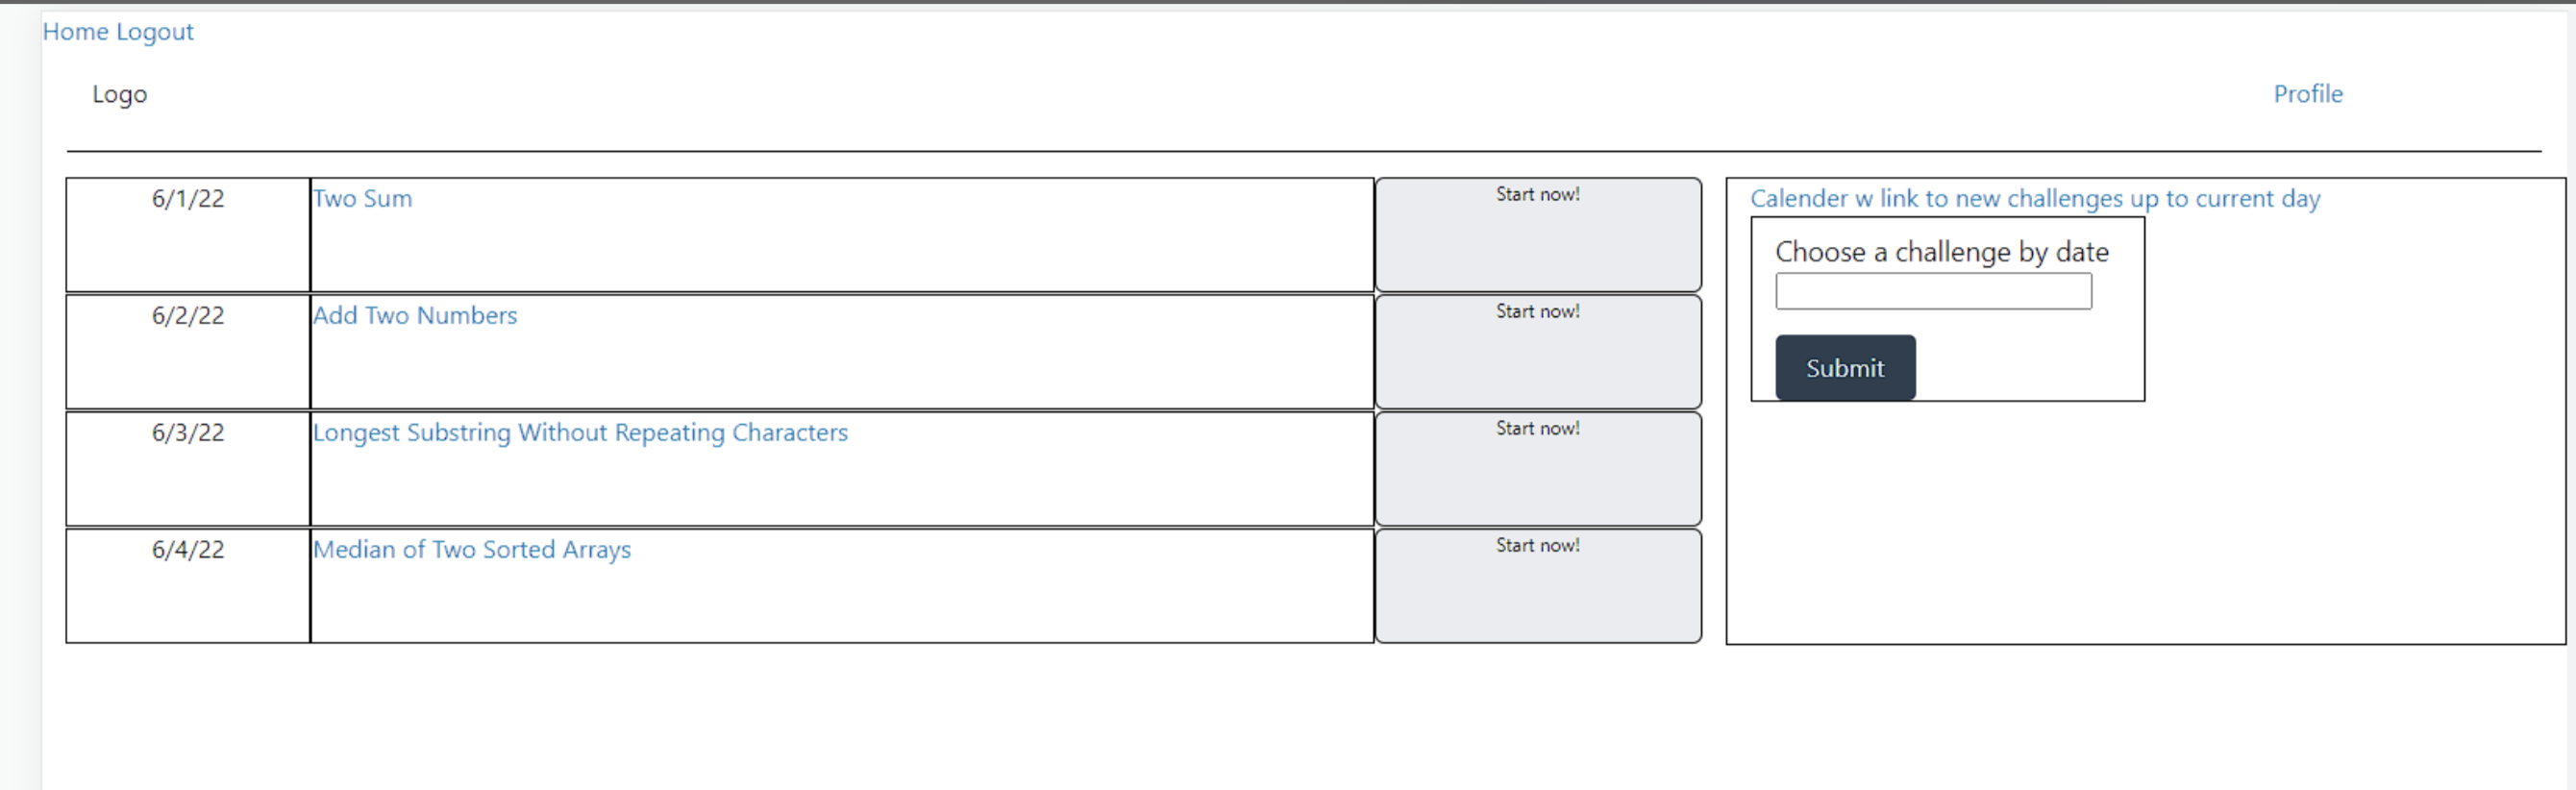 Home Logout
Logo
Profile
6/1/22 Two Sum Start now!
6/2/22 Add Two Numbers Start now!
6/3/22 Longest Substring Without Repeating Characters Start now!
6/4/22 Median of Two Sorted Arrays Start now!
Calender w link to new challenges up to current day
Choose a challenge by date
Submit